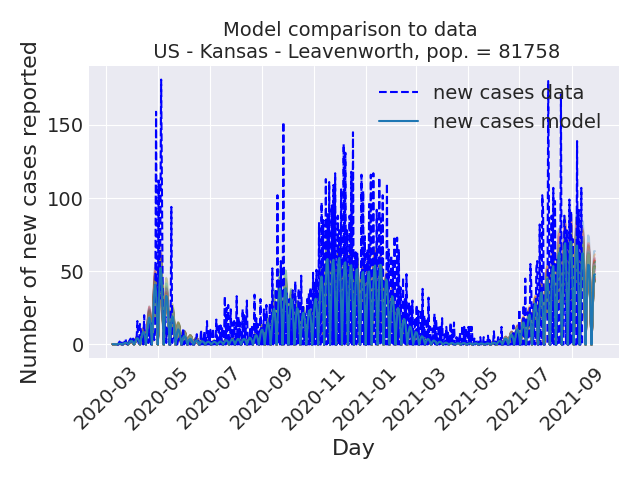 Model comparison to data
US - Kansas - Leavenworth, pop. = 81758
Number of new cases reported
150
100
50
0
new cases data
new cases model
2020-03
2020-05
2020-07
2020-09
2020-11
2021-01
2021-03
2021-05
2021-07
2021-09
Day